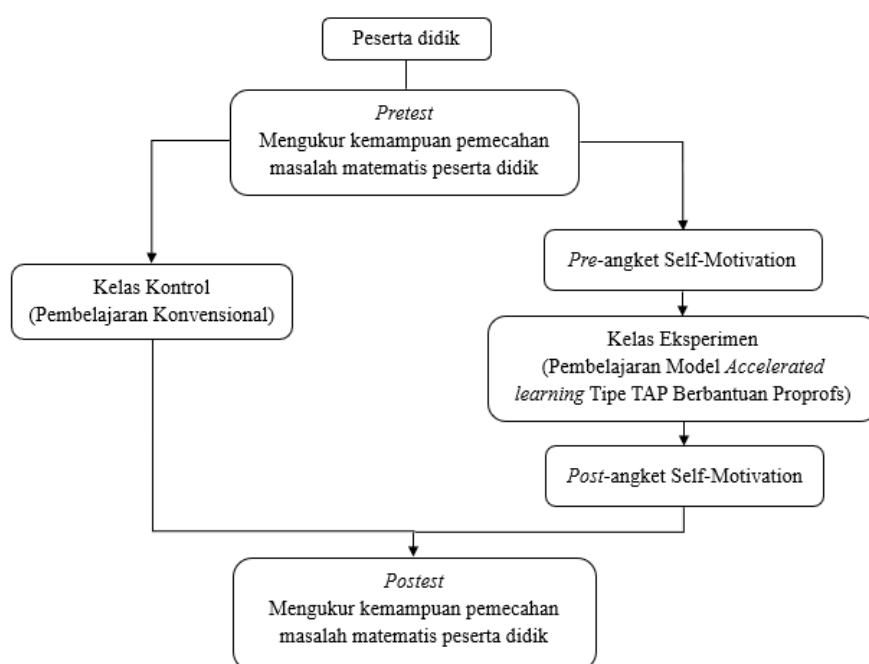 Peserta didik
Pretest
Mengukur kemampuan pemecahan
masalah matematis peserta didik
Kelas Kontrol
(Pembelajaran Konvensional)
Pre-angket Self-Motivation
Kelas Eksperimen
(Pembelajaran Model Accelerated
learning Tipe TAP Berbantuan Proprofs)
Post-angket Self-Motivation
Postest
Mengukur kemampuan pemecahan
masalah matematis peserta didik